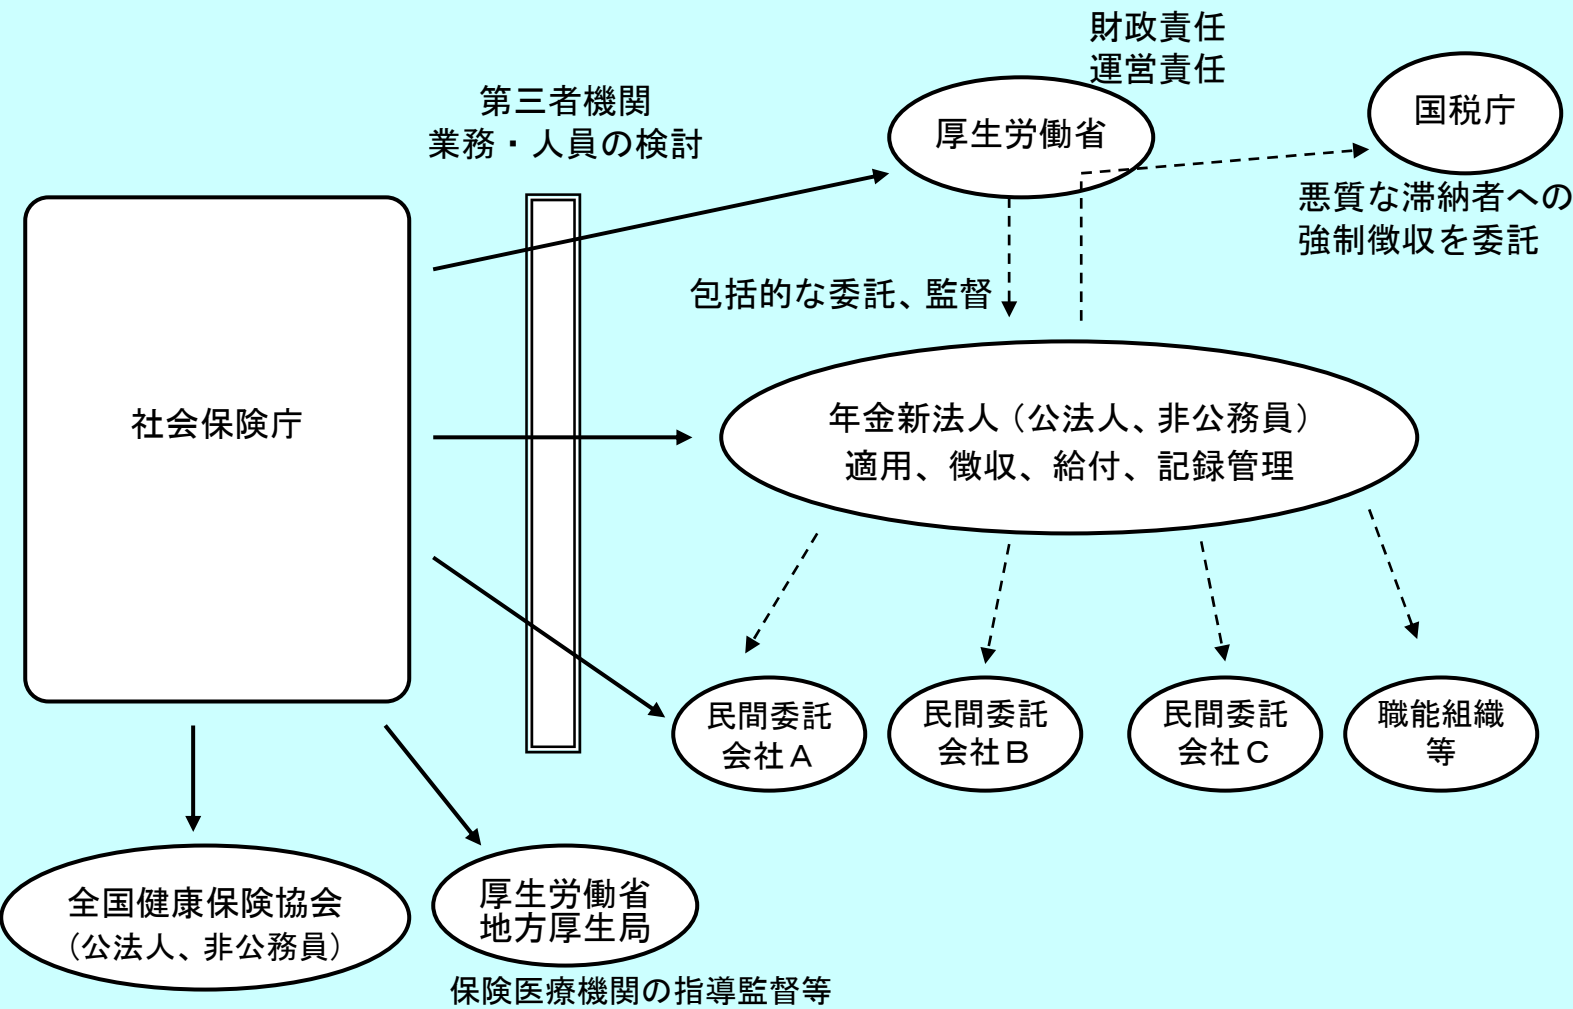 財政責任
運営責任
第三者機関
業務・人員の検討
厚生労働省
国税庁
悪質な滞納者への
強制徴収を委託
包括的な委託、監督
社会保険庁
年金新法人（公法人、非公務員）
適用、徴収、給付、記録管理
民間委託
会社Ａ
民間委託
会社Ｂ
民間委託
会社Ｃ
職能組織
等
全国健康保険協会
（公法人、非公務員）
厚生労働省
地方厚生局
保険医療機関の指導監督等